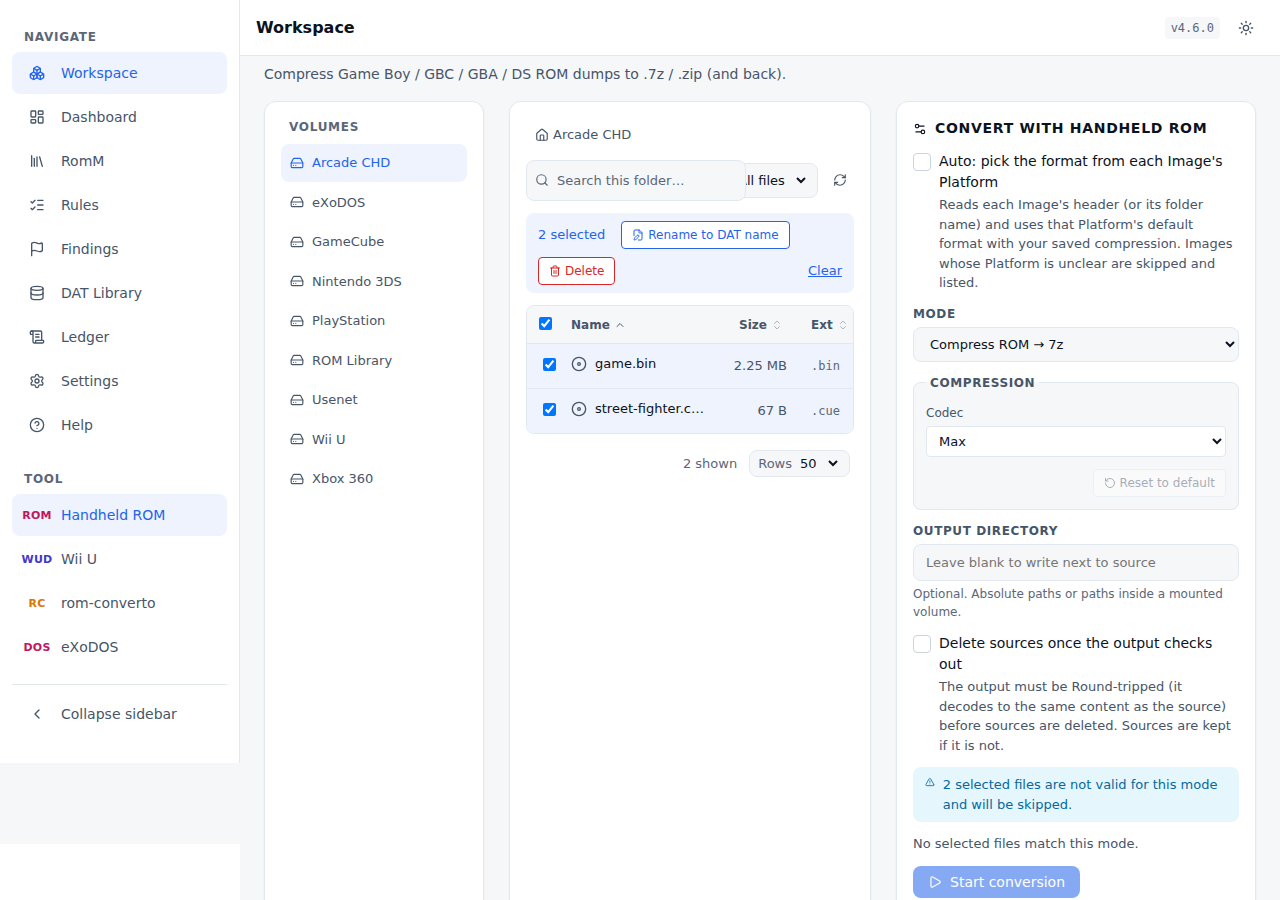 NAVIGATE
Workspace
Dashboard
RomM
Rules
Findings
DAT Library
Ledger
Settings
Help
TOOL
ROM Handheld ROM
WUD Wii U
RC rom-converto
DOS eXoDOS
Collapse sidebar
Workspace
v4.6.0
Compress Game Boy / GBC / GBA / DS ROM dumps to .7z / .zip (and back).
VOLUMES
Arcade CHD
eXoDOS
GameCube
Nintendo 3DS
PlayStation
ROM Library
Usenet
Wii U
Xbox 360
Arcade CHD
Search this folder…
ll files
2 selected
Rename to DAT name
Delete
Clear
Name Size Ext
game.bin 2.25 MB .bin
street-fighter.c… 67 B .cue
2 shown
Rows 50
CONVERT WITH HANDHELD ROM
Auto: pick the format from each Image's
Platform
Reads each Image's header (or its folder
name) and uses that Platform's default
format with your saved compression. Images
whose Platform is unclear are skipped and
listed.
MODE
Compress ROM → 7z
COMPRESSION
Codec
Max
Reset to default
OUTPUT DIRECTORY
Leave blank to write next to source
Optional. Absolute paths or paths inside a mounted
volume.
Delete sources once the output checks
out
The output must be Round-tripped (it
decodes to the same content as the source)
before sources are deleted. Sources are kept
if it is not.
2 selected files are not valid for this mode
and will be skipped.
No selected files match this mode.
Start conversion